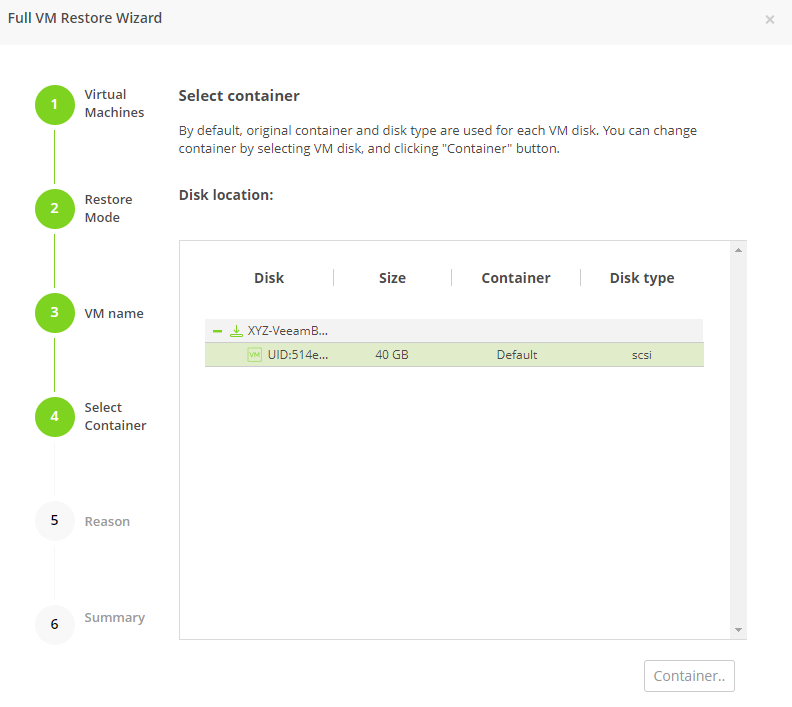 Full VM Restore Wizard
×
1
Virtual
Machines
2
Restore
Mode
3
VM name
4
Select
Container
5
Reason
6
Summary
Select container
By default, original container and disk type are used for each VM disk. You can change
container by selecting VM disk, and clicking "Container" button.
Disk location:
Disk Size Container Disk type
XYZ-VeeamB...
VM UID:514e... 40 GB Default scsi
Container..